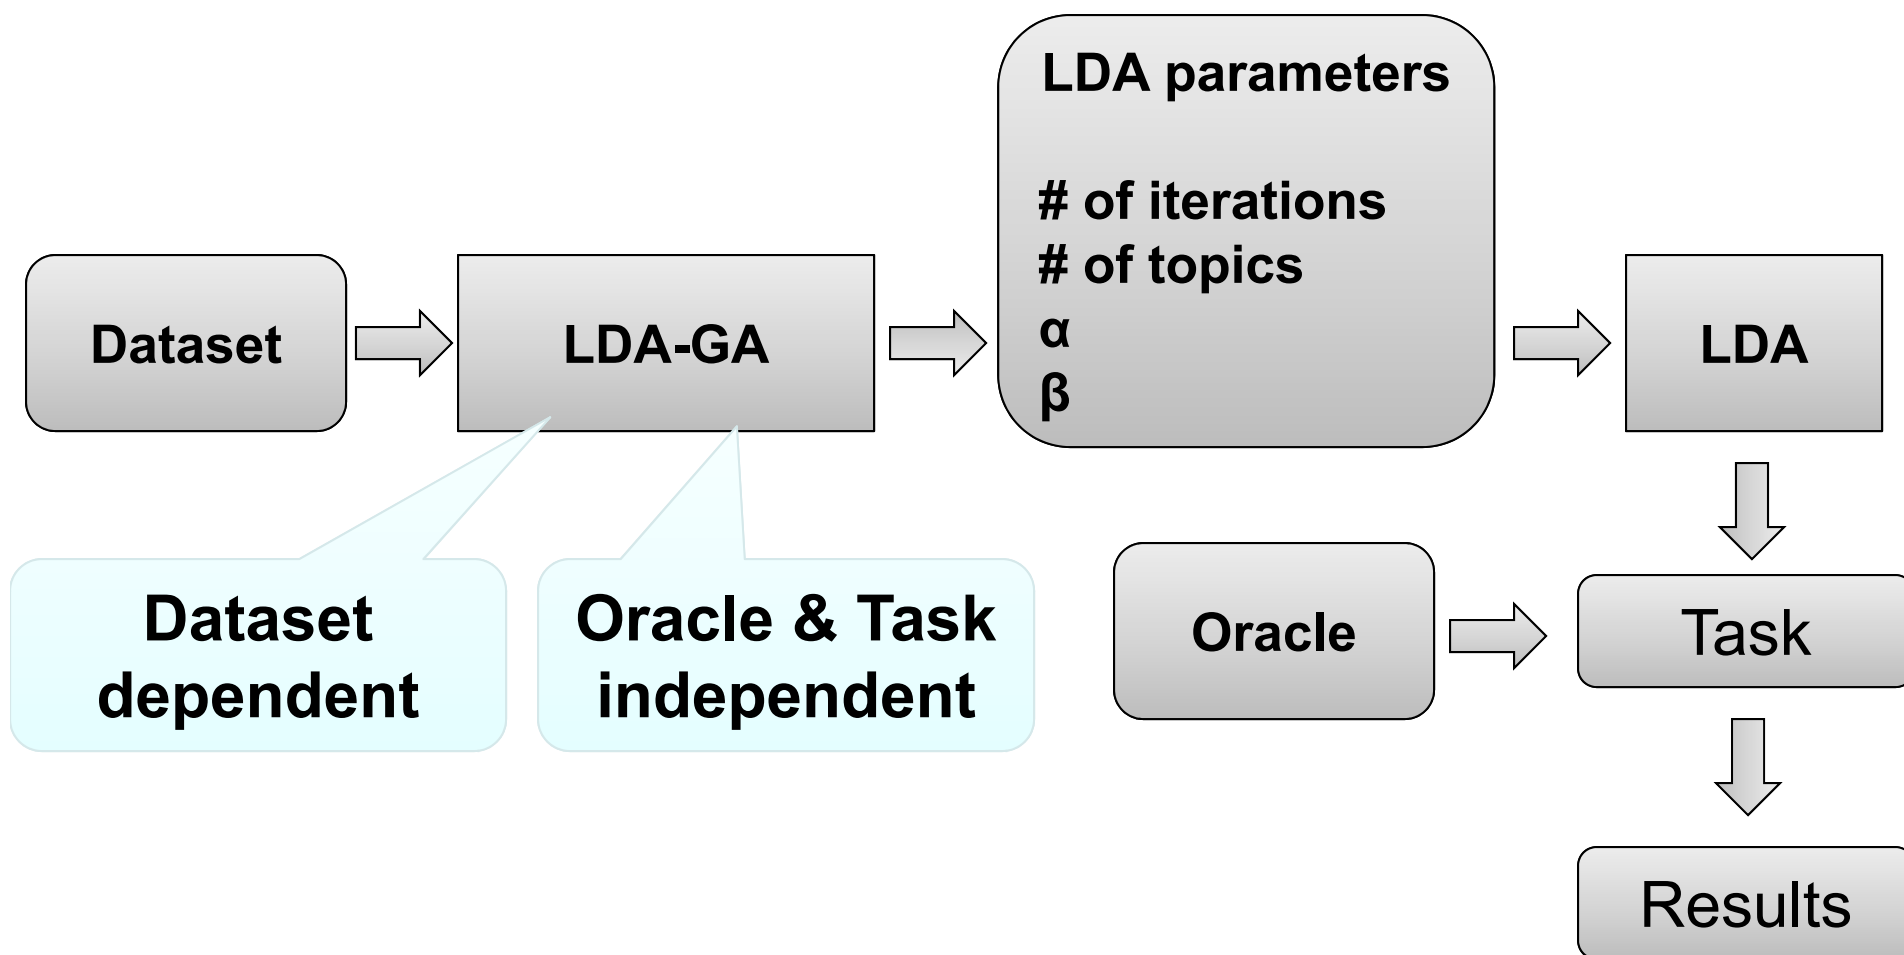 LDA parameters
# of iterations
# of topics
α
β
Dataset
LDA-GA
LDA
Dataset
dependent
Oracle & Task
independent
Oracle
Task
Results